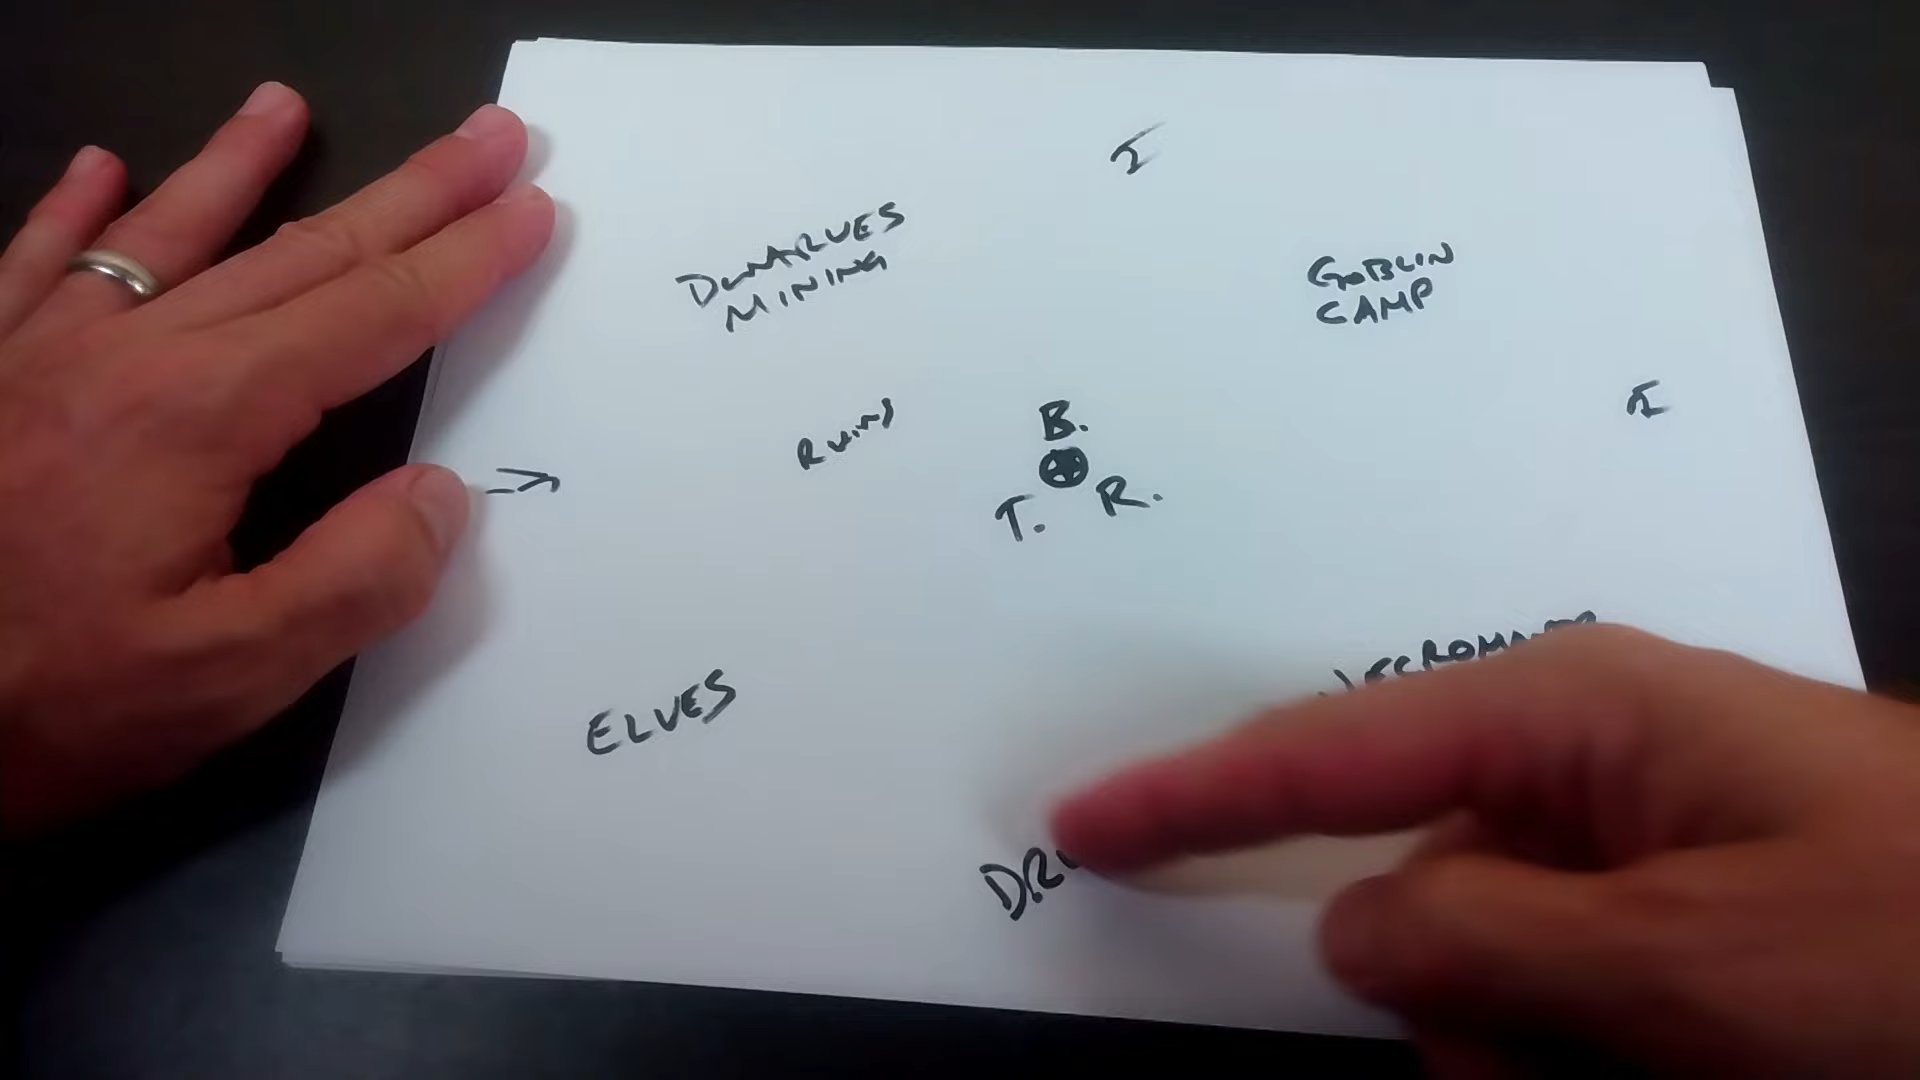 I
DWARVES
MINING
GOBLIN
CAMP
I
RUINS
B.
T. R.
ELVES